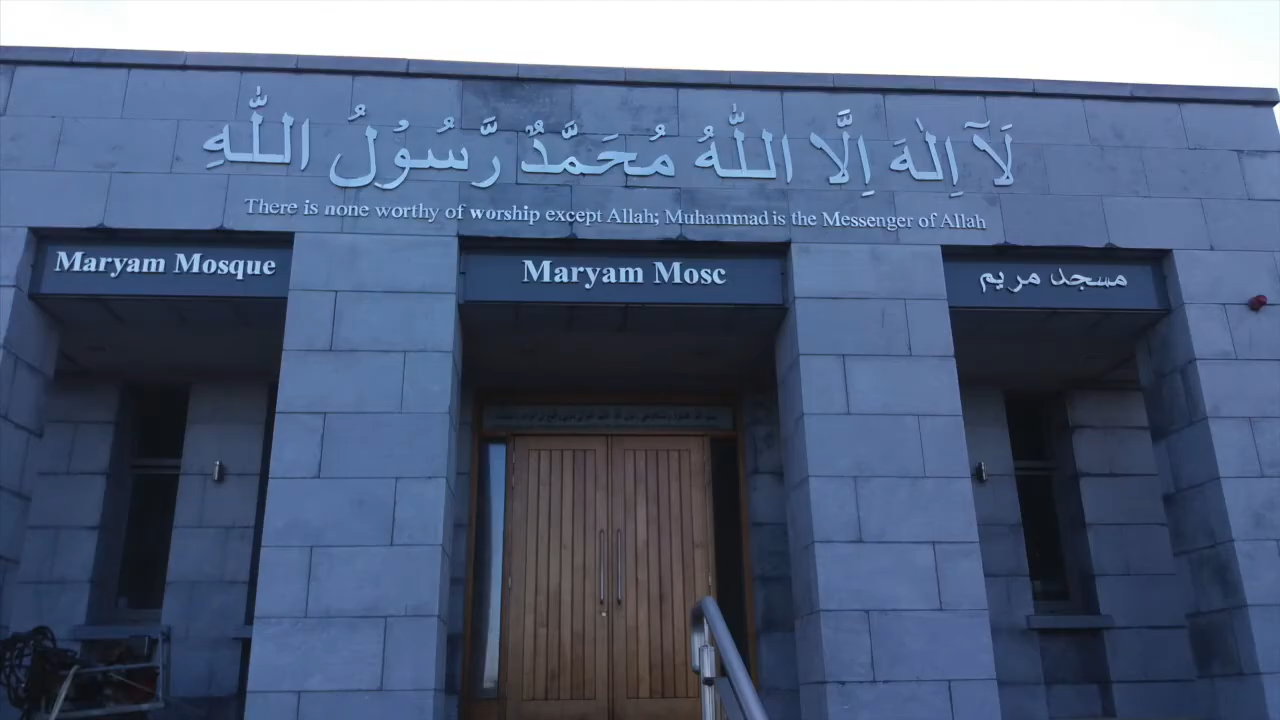 لَآ اِلٰهَ اِلَّا اللّٰهُ مُحَمَّدٌ رَّسُوْلُ اللّٰهِ
There is none worthy of worship except Allah; Muhammad is the Messenger of Allah
Maryam Mosque
Maryam Mosc
مسجد مريم